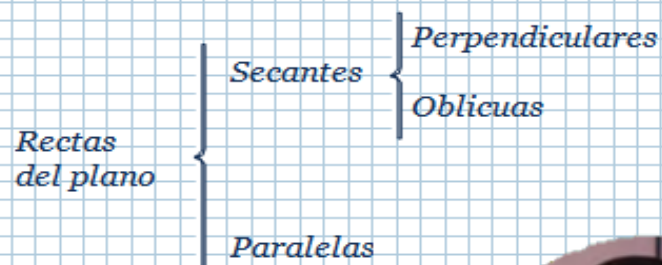 Perpendiculares
Secantes
Oblicuas
Rectas
del plano
Paralelas